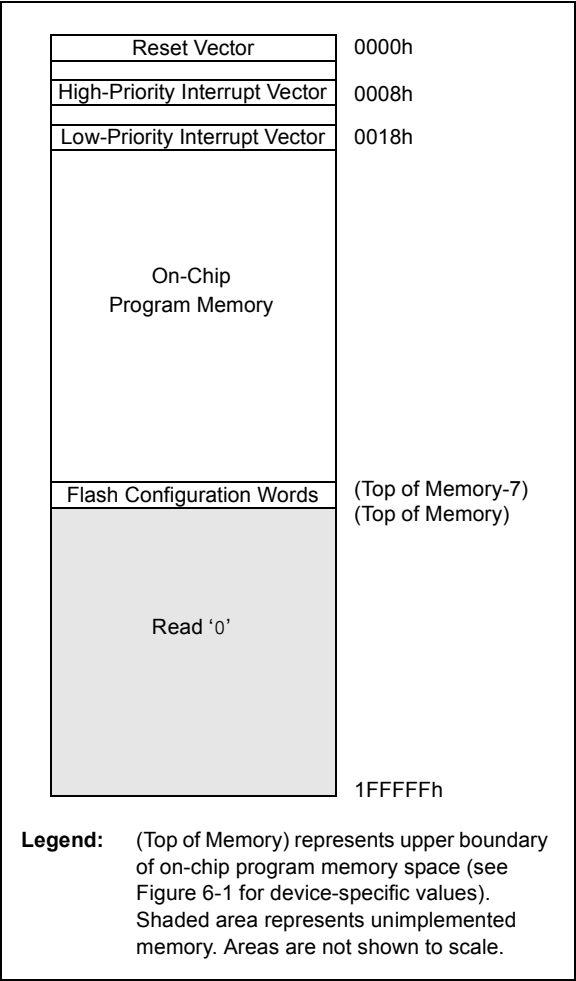 Reset Vector 0000h
High-Priority Interrupt Vector 0008h
Low-Priority Interrupt Vector 0018h
On-Chip
Program Memory
Flash Configuration Words (Top of Memory-7)
(Top of Memory)
Read ‘0’
1FFFFFh
Legend: (Top of Memory) represents upper boundary
of on-chip program memory space (see
Figure 6-1 for device-specific values).
Shaded area represents unimplemented
memory. Areas are not shown to scale.